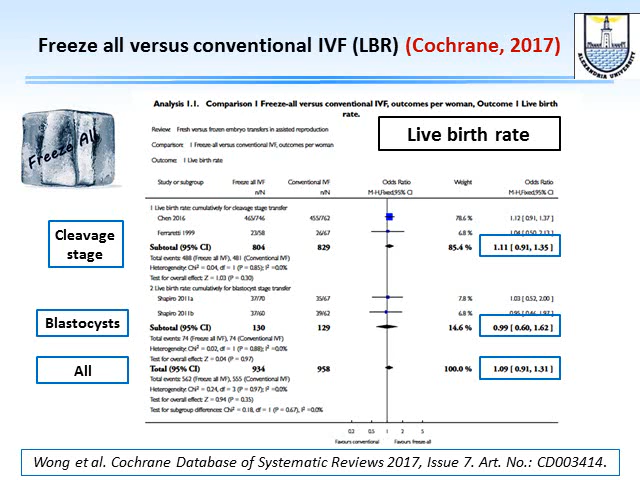 Freeze all versus conventional IVF (LBR) (Cochrane, 2017)
ALEXANDRIA UNIVERSITY
Freeze All
Analysis 1.1. Comparison 1 Freeze-all versus conventional IVF, outcomes per woman, Outcome 1 Live birth
rate.
Live birth rate
Review: Fresh versus frozen embryo transfers in assisted reproduction
Comparison: 1 Freeze-all versus conventional IVF, outcomes per woman
Outcome: 1 Live birth rate
Study or subgroup Freeze all IVF Conventional IVF Odds Ratio Weight Odds Ratio
n/N n/N M-H,Fixed,95% CI M-H,Fixed,95% CI
1 Live birth rate: cumulatively for cleavage stage transfer
Chen 2016 465/746 455/762 78.6 % 1.12 [ 0.91, 1.37 ]
Ferraretti 1999 23/58 26/67 6.8 % 1.04 [ 0.50, 2.13 ]
Cleavage
stage
Subtotal (95% CI) 804 829 85.4 % 1.11 [ 0.91, 1.35 ]
Total events: 488 (Freeze all IVF), 481 (Conventional IVF)
Heterogeneity: Chi² = 0.04, df = 1 (P = 0.85); I² =0.0%
Test for overall effect: Z = 1.03 (P = 0.30)
2 Live birth rate: cumulatively for blastocyst stage transfer
Shapiro 2011a 37/70 35/67 7.8 % 1.03 [ 0.52, 2.00 ]
Shapiro 2011b 37/60 39/62 6.8 % 0.95 [ 0.46, 1.97 ]
Blastocysts
Subtotal (95% CI) 130 129 14.6 % 0.99 [ 0.60, 1.62 ]
Total events: 74 (Freeze all IVF), 74 (Conventional IVF)
Heterogeneity: Chi² = 0.02, df = 1 (P = 0.88); I² =0.0%
Test for overall effect: Z = 0.04 (P = 0.97)
All
Total (95% CI) 934 958 100.0 % 1.09 [ 0.91, 1.31 ]
Total events: 562 (Freeze all IVF), 555 (Conventional IVF)
Heterogeneity: Chi² = 0.24, df = 3 (P = 0.97); I² =0.0%
Test for overall effect: Z = 0.94 (P = 0.35)
Test for subgroup differences: Chi² = 0.18, df = 1 (P = 0.67), I² =0.0%
0.2 0.5 1 2 5
Favours conventional Favours freeze-all
Wong et al. Cochrane Database of Systematic Reviews 2017, Issue 7. Art. No.: CD003414.